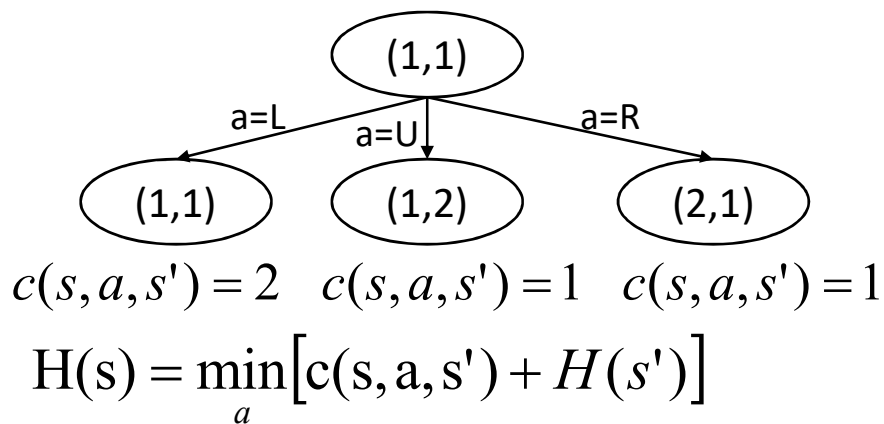 (1,1)
a=L
a=U
a=R
(1,1)
(1,2)
(2,1)
c(s,a,s')=2 c(s,a,s')=1 c(s,a,s')=1
H(s) = min[c(s,a,s')+H(s')]
a